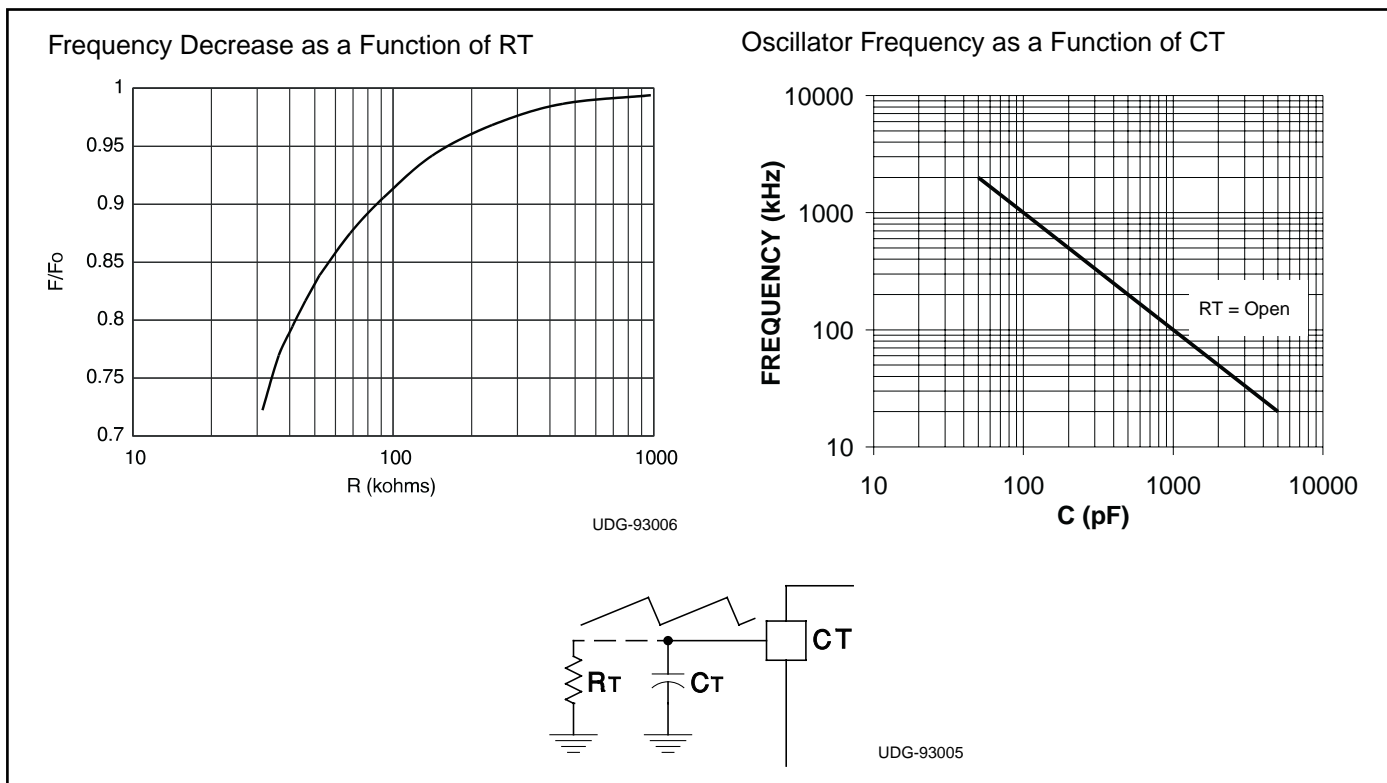 Frequency Decrease as a Function of RT
1
0.95
0.9
0.85
0.8
0.75
0.7
F/Fo
10
100
1000
R (kohms)
UDG-93006
Oscillator Frequency as a Function of CT
10000
1000
100
10
FREQUENCY (kHz)
RT = Open
10
100
1000
10000
C (pF)
RT
CT
CT
UDG-93005